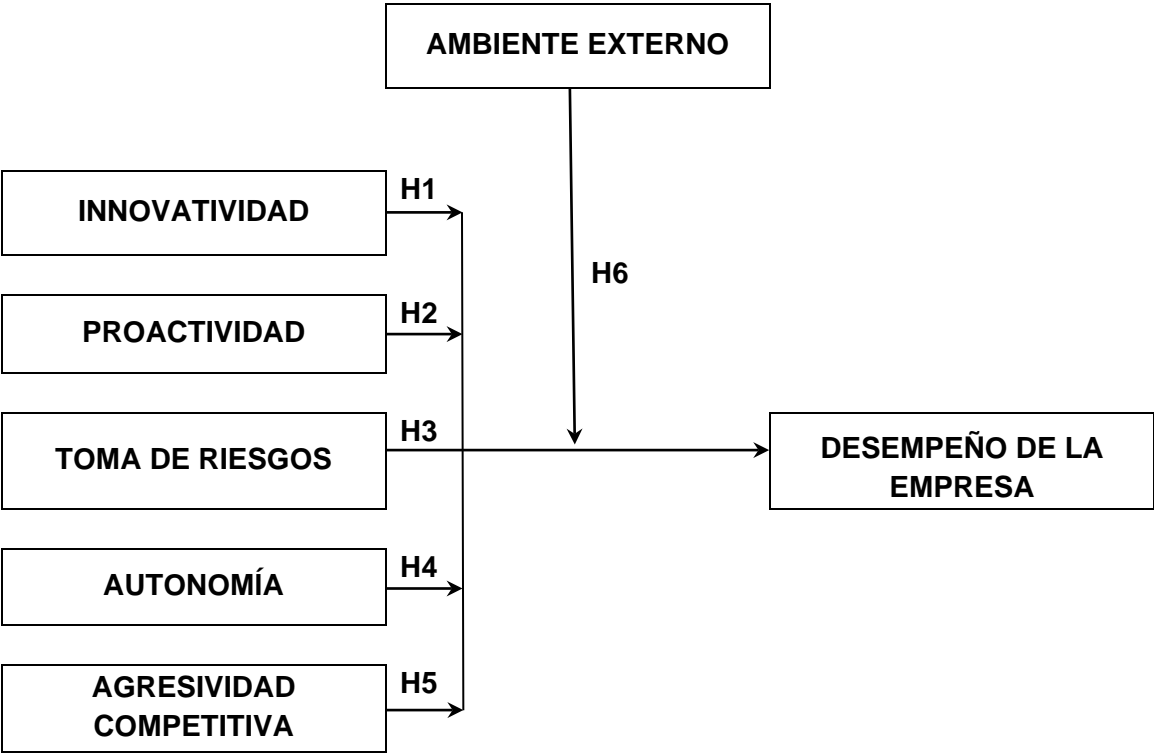 AMBIENTE EXTERNO
H1
INNOVATIVIDAD
H6
H2
PROACTIVIDAD
H3
TOMA DE RIESGOS
DESEMPEÑO DE LA
EMPRESA
H4
AUTONOMÍA
H5
AGRESIVIDAD
COMPETITIVA